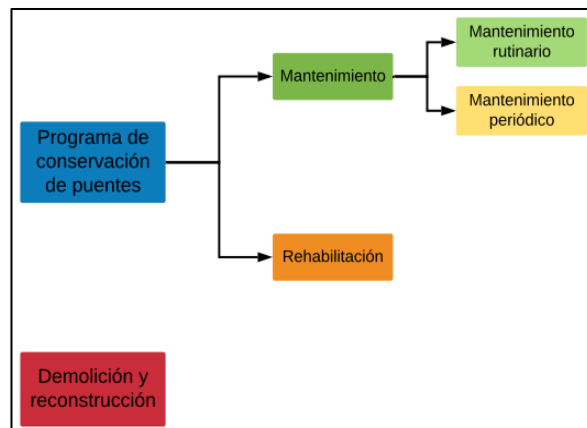 Programa de
conservación
de puentes
Mantenimiento
Mantenimiento
rutinario
Mantenimiento
periódico
Rehabilitación
Demolición y
reconstrucción